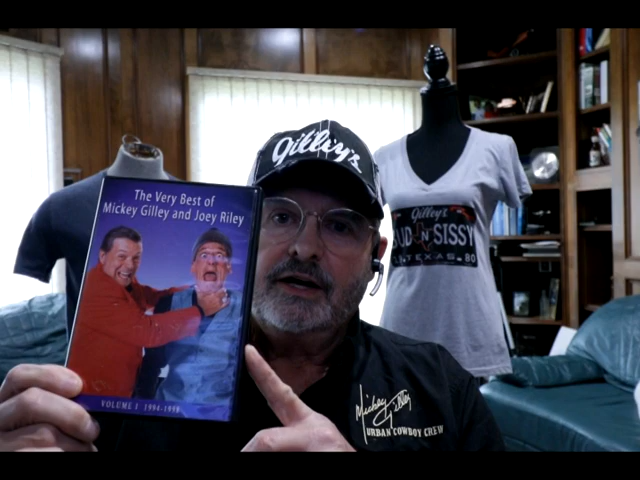 The Very Best of
Mickey Gilley and Joey Riley
VOLUME I 1994-1998
Gilley's
Gilley's
BUD N SISSY
TEXAS . 80
Mickey Gilley
URBAN COWBOY CREW